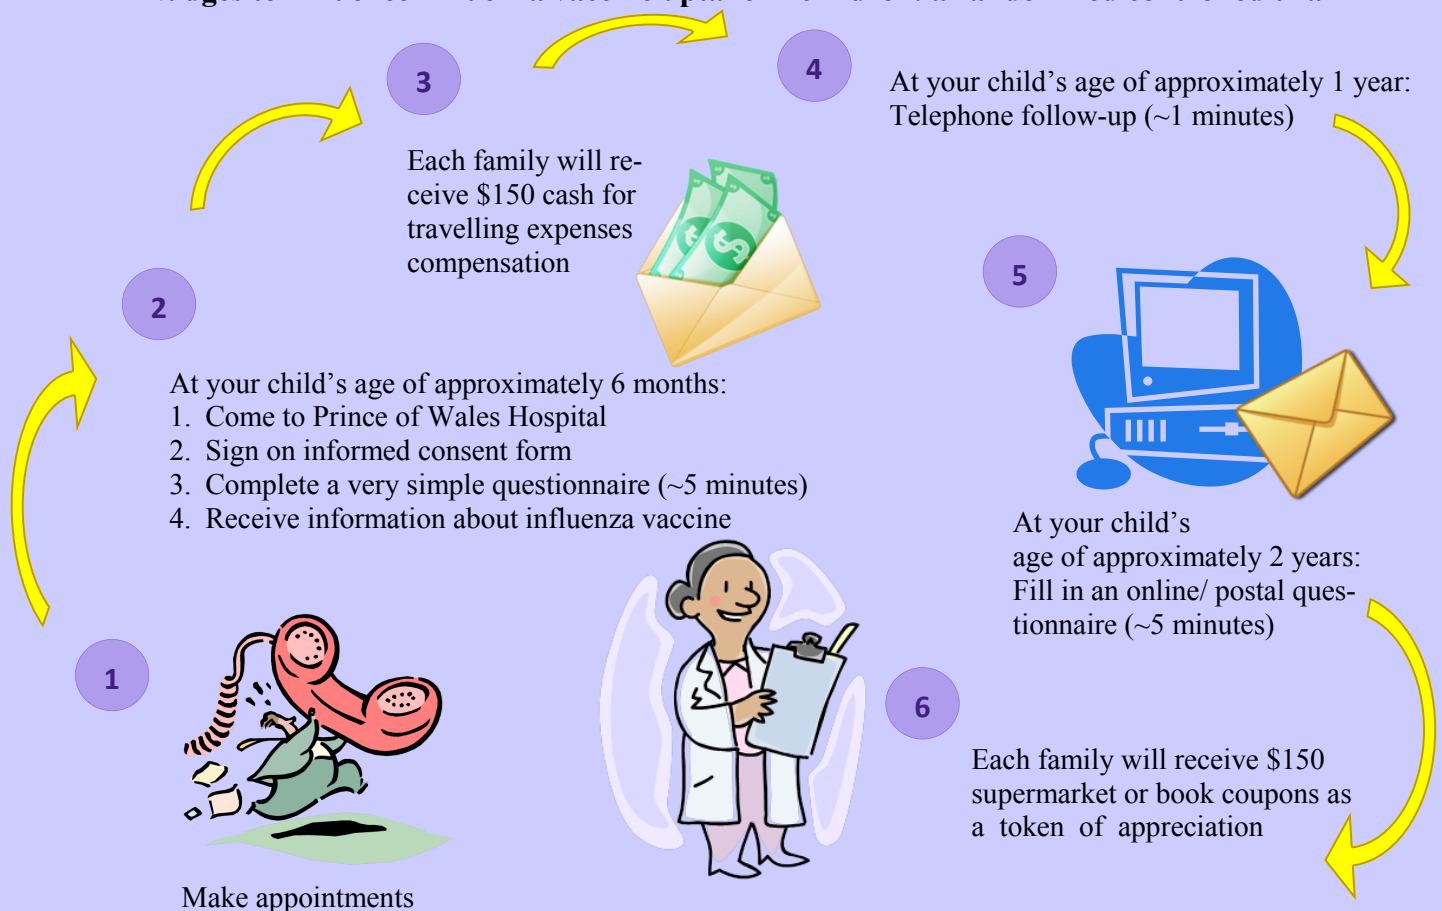 vaccine uptake
1
Make appointments
2
At your child’s age of approximately 6 months:
1. Come to Prince of Wales Hospital
2. Sign on informed consent form
3. Complete a very simple questionnaire (~5 minutes)
4. Receive information about influenza vaccine
3
Each family will re-
ceive $150 cash for
travelling expenses
compensation
4
At your child’s age of approximately 1 year:
Telephone follow-up (~1 minutes)
5
At your child’s
age of approximately 2 years:
Fill in an online/ postal ques-
tionnaire (~5 minutes)
6
Each family will receive $150
supermarket or book coupons as
a token of appreciation